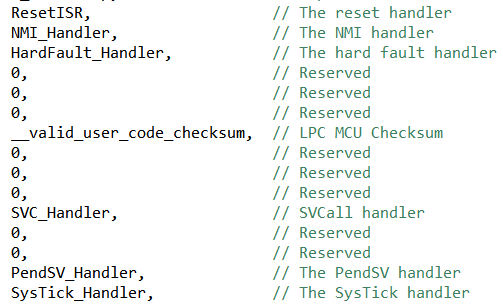 ResetISR, // The reset handler
NMI_Handler, // The NMI handler
HardFault_Handler, // The hard fault handler
0, // Reserved
0, // Reserved
0, // Reserved
__valid_user_code_checksum, // LPC MCU Checksum
0, // Reserved
0, // Reserved
0, // Reserved
SVC_Handler, // SVCall handler
0, // Reserved
0, // Reserved
PendSV_Handler, // The PendSV handler
SysTick_Handler, // The SysTick handler